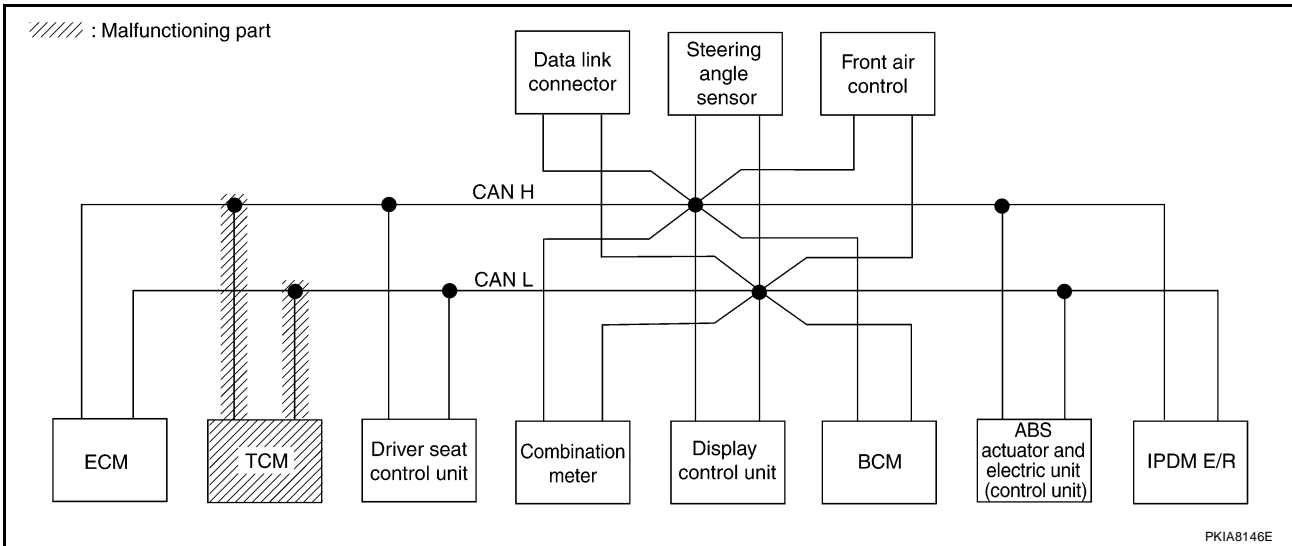 : Malfunctioning part
Data link
connector
Steering
angle
sensor
Front air
control
CAN H
CAN L
ECM
TCM
Driver seat
control unit
Combination
meter
Display
control unit
BCM
ABS
actuator and
electric unit
(control unit)
IPDM E/R
PKIA8146E